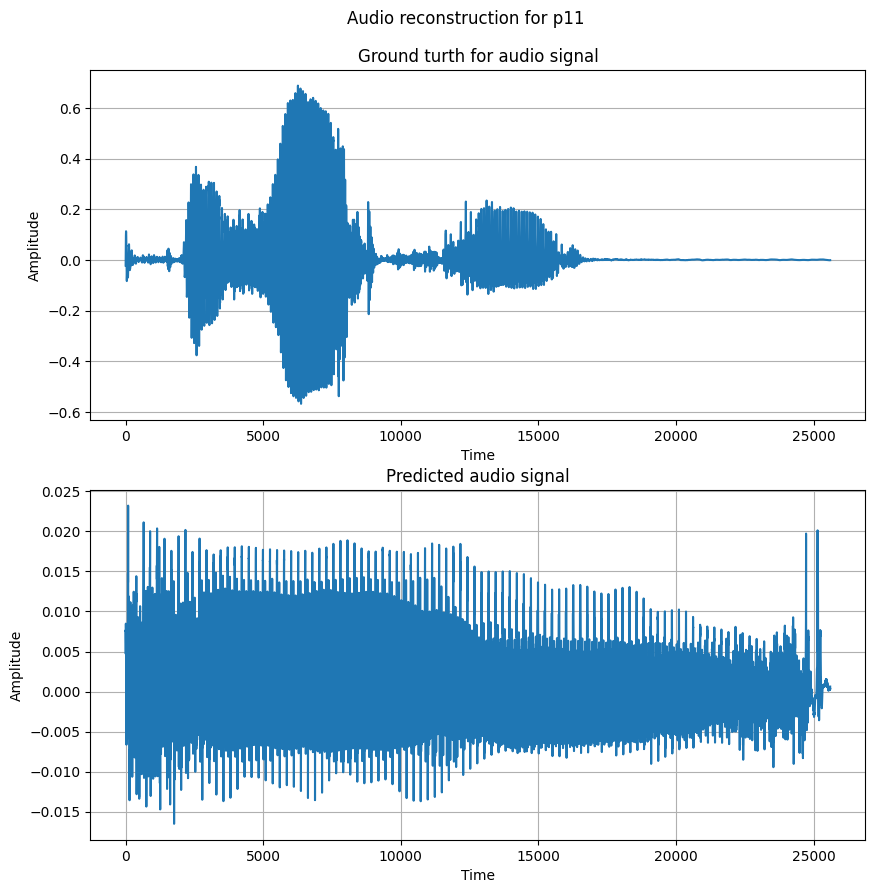 Audio reconstruction for p11
Ground turth for audio signal
0.6
0.4
0.2
0.0
−0.2
−0.4
−0.6
Amplitude
0 5000 10000 15000 20000 25000
Time
Predicted audio signal
0.025
0.020
0.015
0.010
0.005
0.000
−0.005
−0.010
−0.015
Amplitude
0 5000 10000 15000 20000 25000
Time